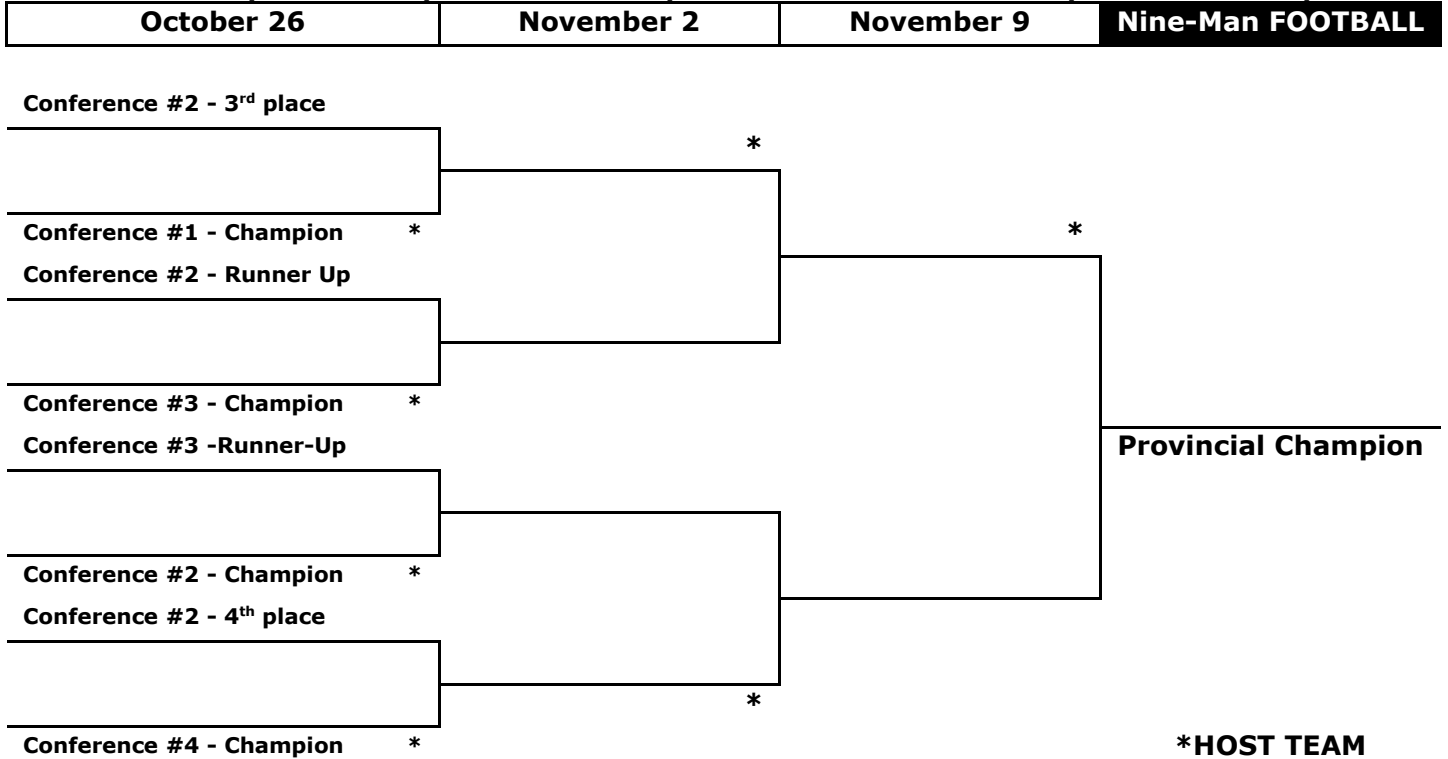 October 26 November 2 November 9 Nine-Man FOOTBALL
Conference #2 - 3rd place
*
Conference #1 - Champion *
*
Conference #2 - Runner Up
Conference #3 - Champion *
Conference #3 -Runner-Up
Provincial Champion
Conference #2 - Champion *
Conference #2 - 4th place
*
Conference #4 - Champion *
*HOST TEAM